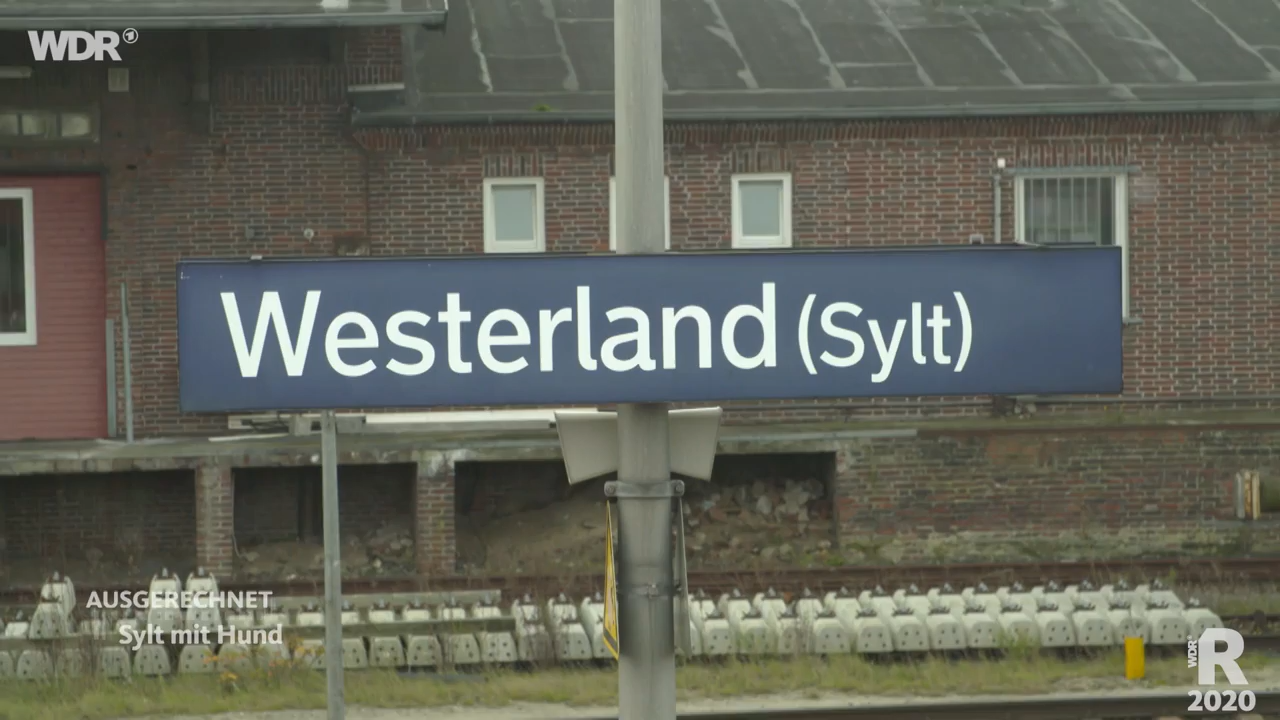 WDR
Westerland (Sylt)
AUSGERECHNET
Sylt mit Hund
WDR R
2020